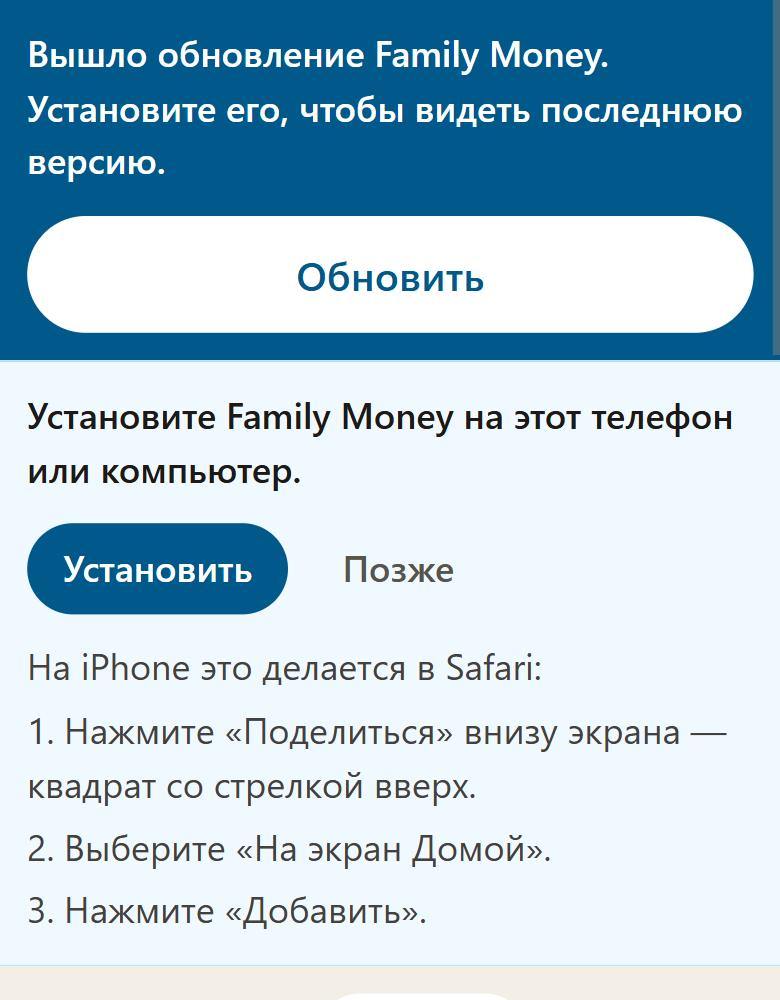 Вышло обновление Family Money.
Установите его, чтобы видеть последнюю
версию.
Обновить
Установите Family Money на этот телефон
или компьютер.
Установить Позже
На iPhone это делается в Safari:
1. Нажмите «Поделиться» внизу экрана —
квадрат со стрелкой вверх.
2. Выберите «На экран Домой».
3. Нажмите «Добавить».